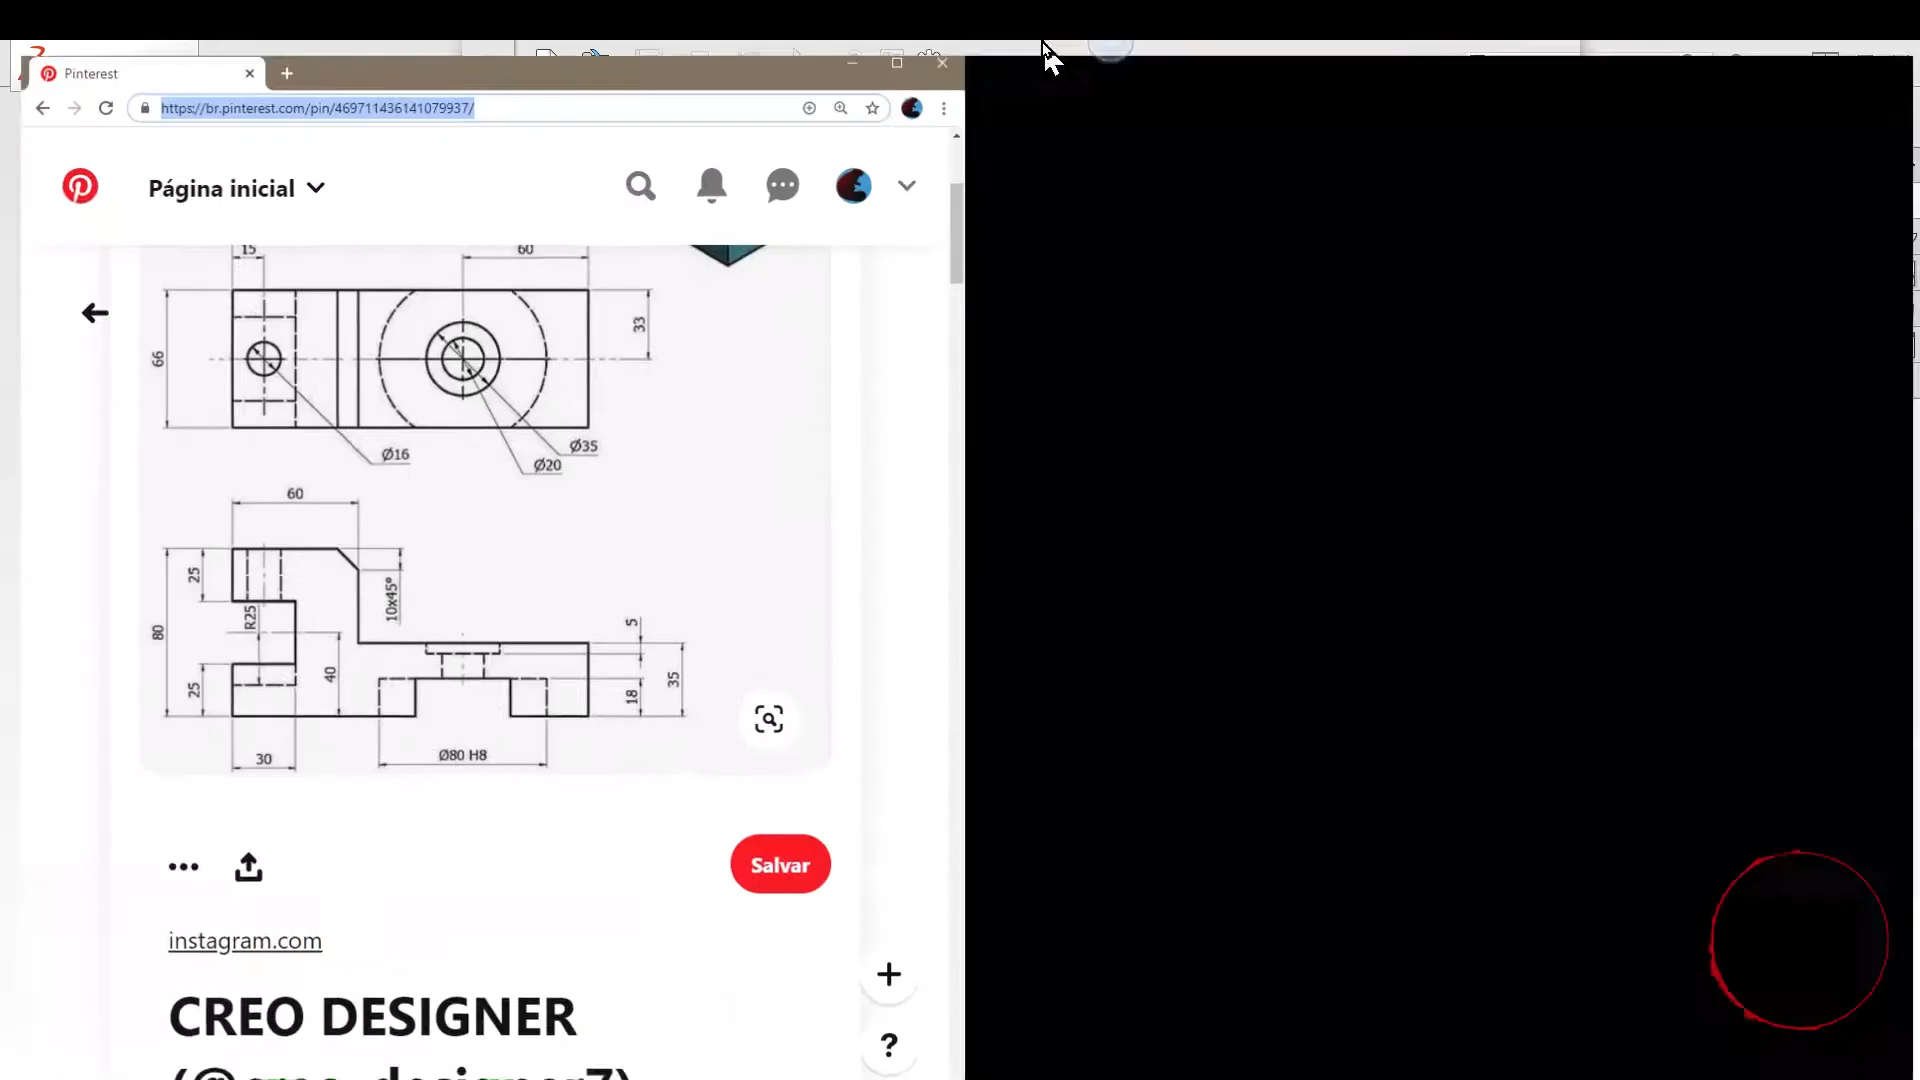 Pinterest
https://br.pinterest.com/pin/469711436141079937/
Página inicial
15
60
66
33
Ø16
Ø35
Ø20
60
80
25
R25
10x45°
40
25
5
35
18
30
Ø80 H8
Salvar
instagram.com
CREO DESIGNER
(@creo_designer7)